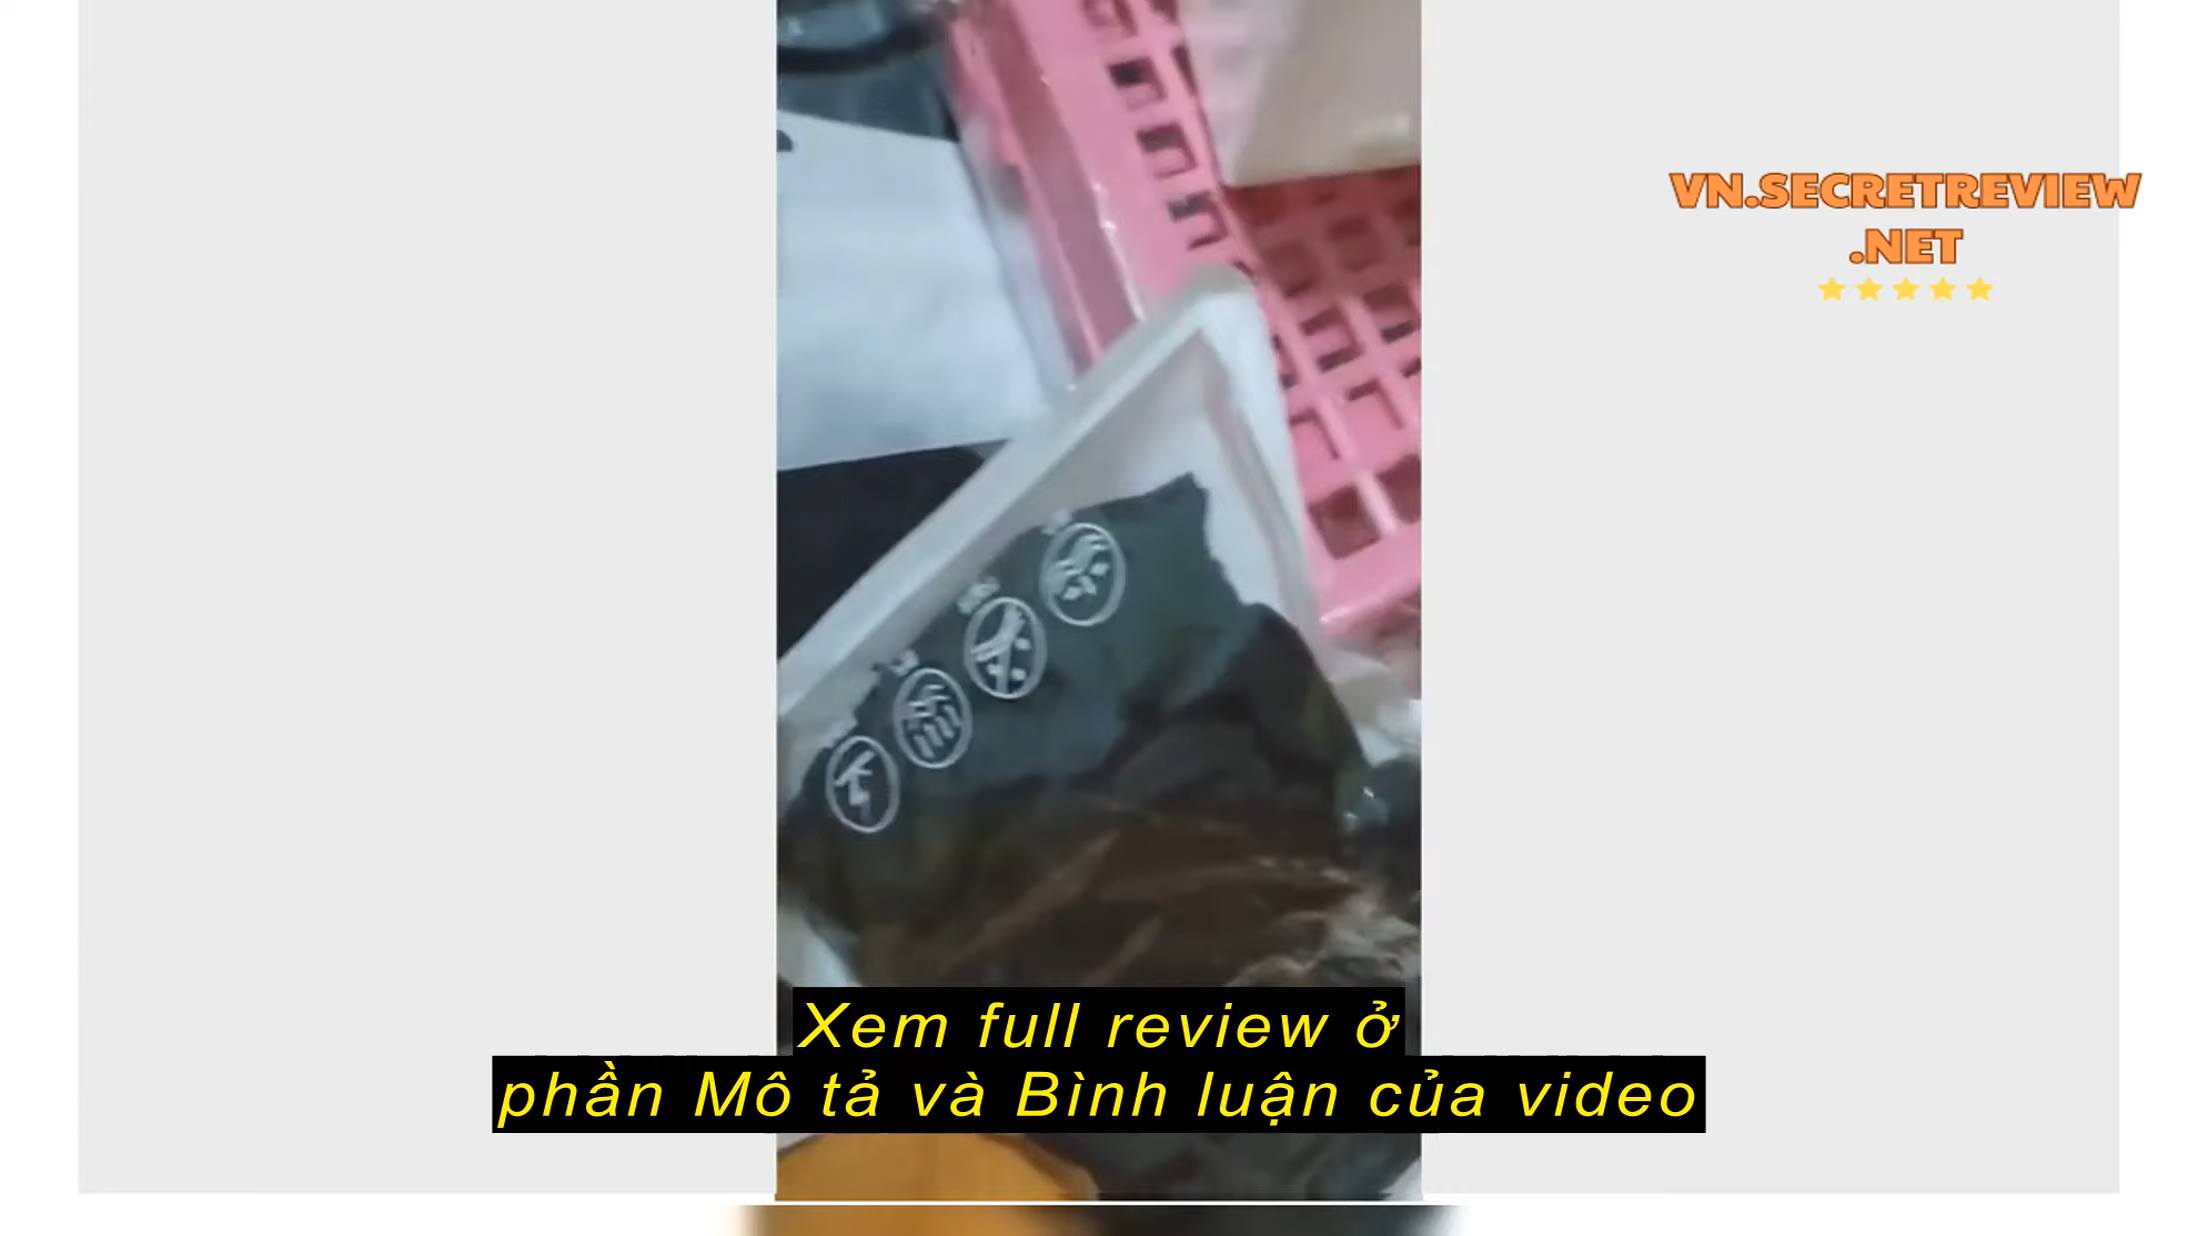 VN.SECRETREVIEW
.NET
Xem full review ở
phần Mô tả và Bình luận của video